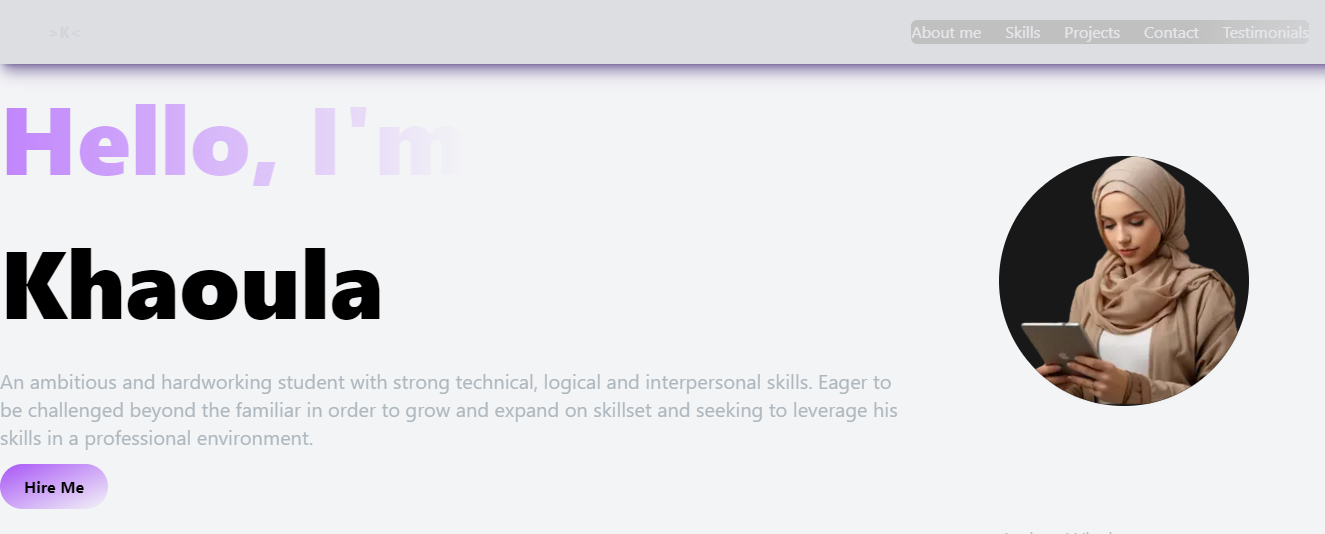 >K<
About me Skills Projects Contact Testimonials
Hello, I'm
Khaoula
An ambitious and hardworking student with strong technical, logical and interpersonal skills. Eager to
be challenged beyond the familiar in order to grow and expand on skillset and seeking to leverage his
skills in a professional environment.
Hire Me